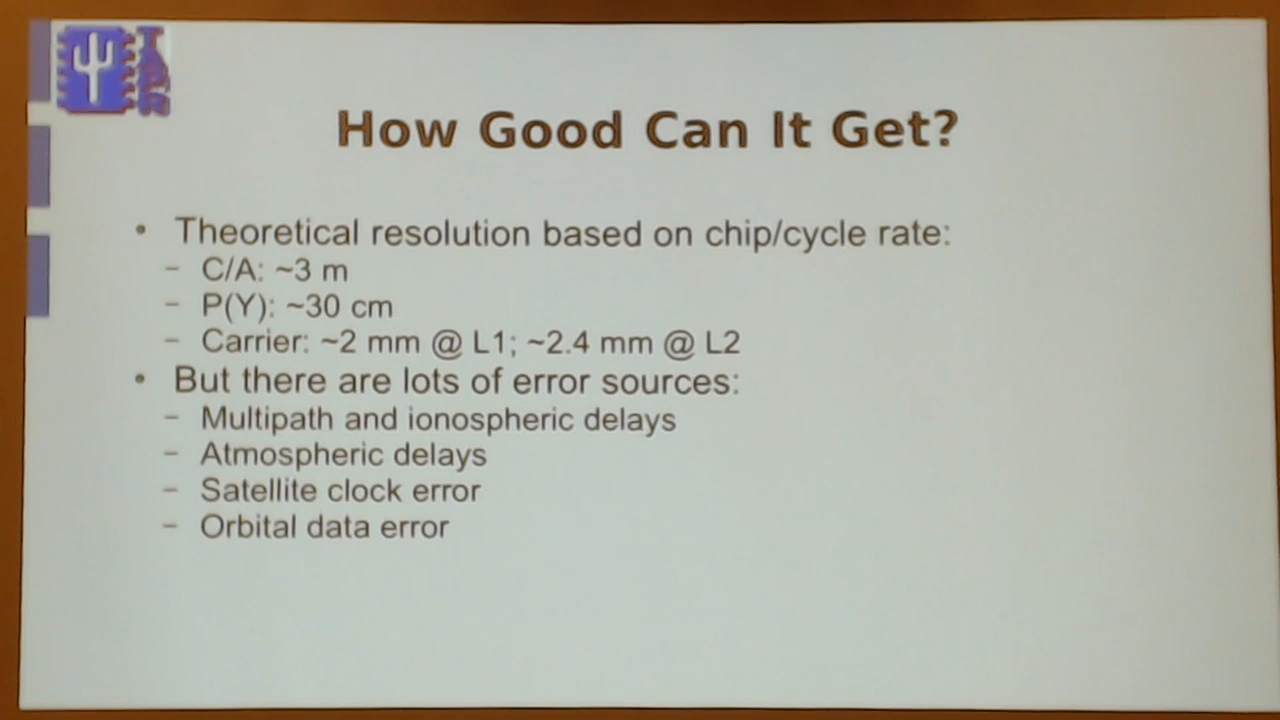 TAPR
How Good Can It Get?
• Theoretical resolution based on chip/cycle rate:
– C/A: ~3 m
– P(Y): ~30 cm
– Carrier: ~2 mm @ L1; ~2.4 mm @ L2
• But there are lots of error sources:
– Multipath and ionospheric delays
– Atmospheric delays
– Satellite clock error
– Orbital data error